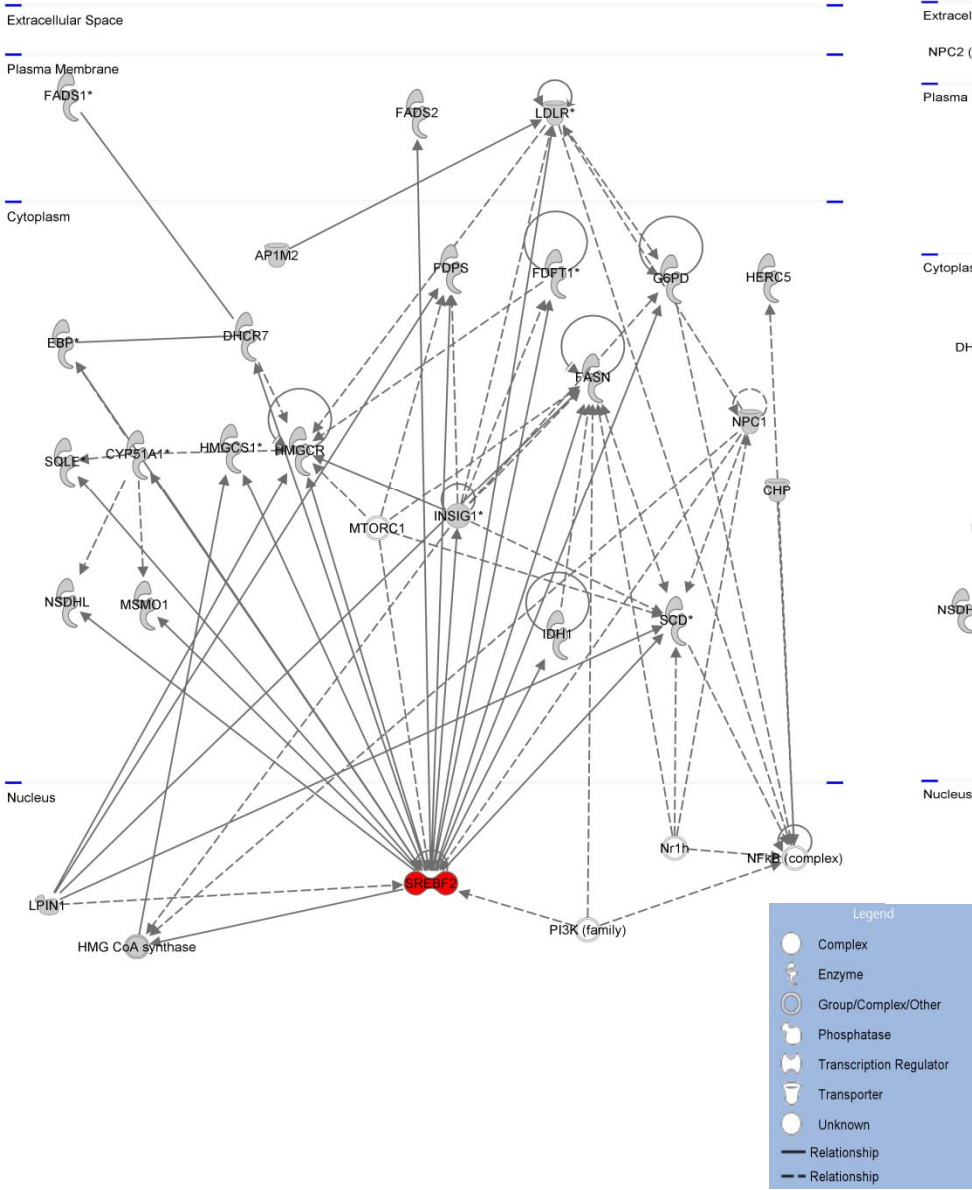 Extracellular Space
Plasma Membrane
FADS1*
FADS2
LDLR*
Cytoplasm
AP1M2
FDPS
FDFT1*
G6PD
HERC5
EBP*
DHCR7
FASN
NPC1
SQLE*
CYP51A1*
HMGCS1*
HMGCR
CHP
MTORC1
INSIG1*
NSDHL
MSMO1
IDH1
SCD*
Nucleus
Nr1h
NFkB (complex)
SREBF2
LPIN1
PI3K (family)
HMG CoA synthase
Extracel
NPC2 (
Plasma
Cytoplas
DH
NSDH
Nucleus
Legend
Complex
Enzyme
Group/Complex/Other
Phosphatase
Transcription Regulator
Transporter
Unknown
Relationship
Relationship